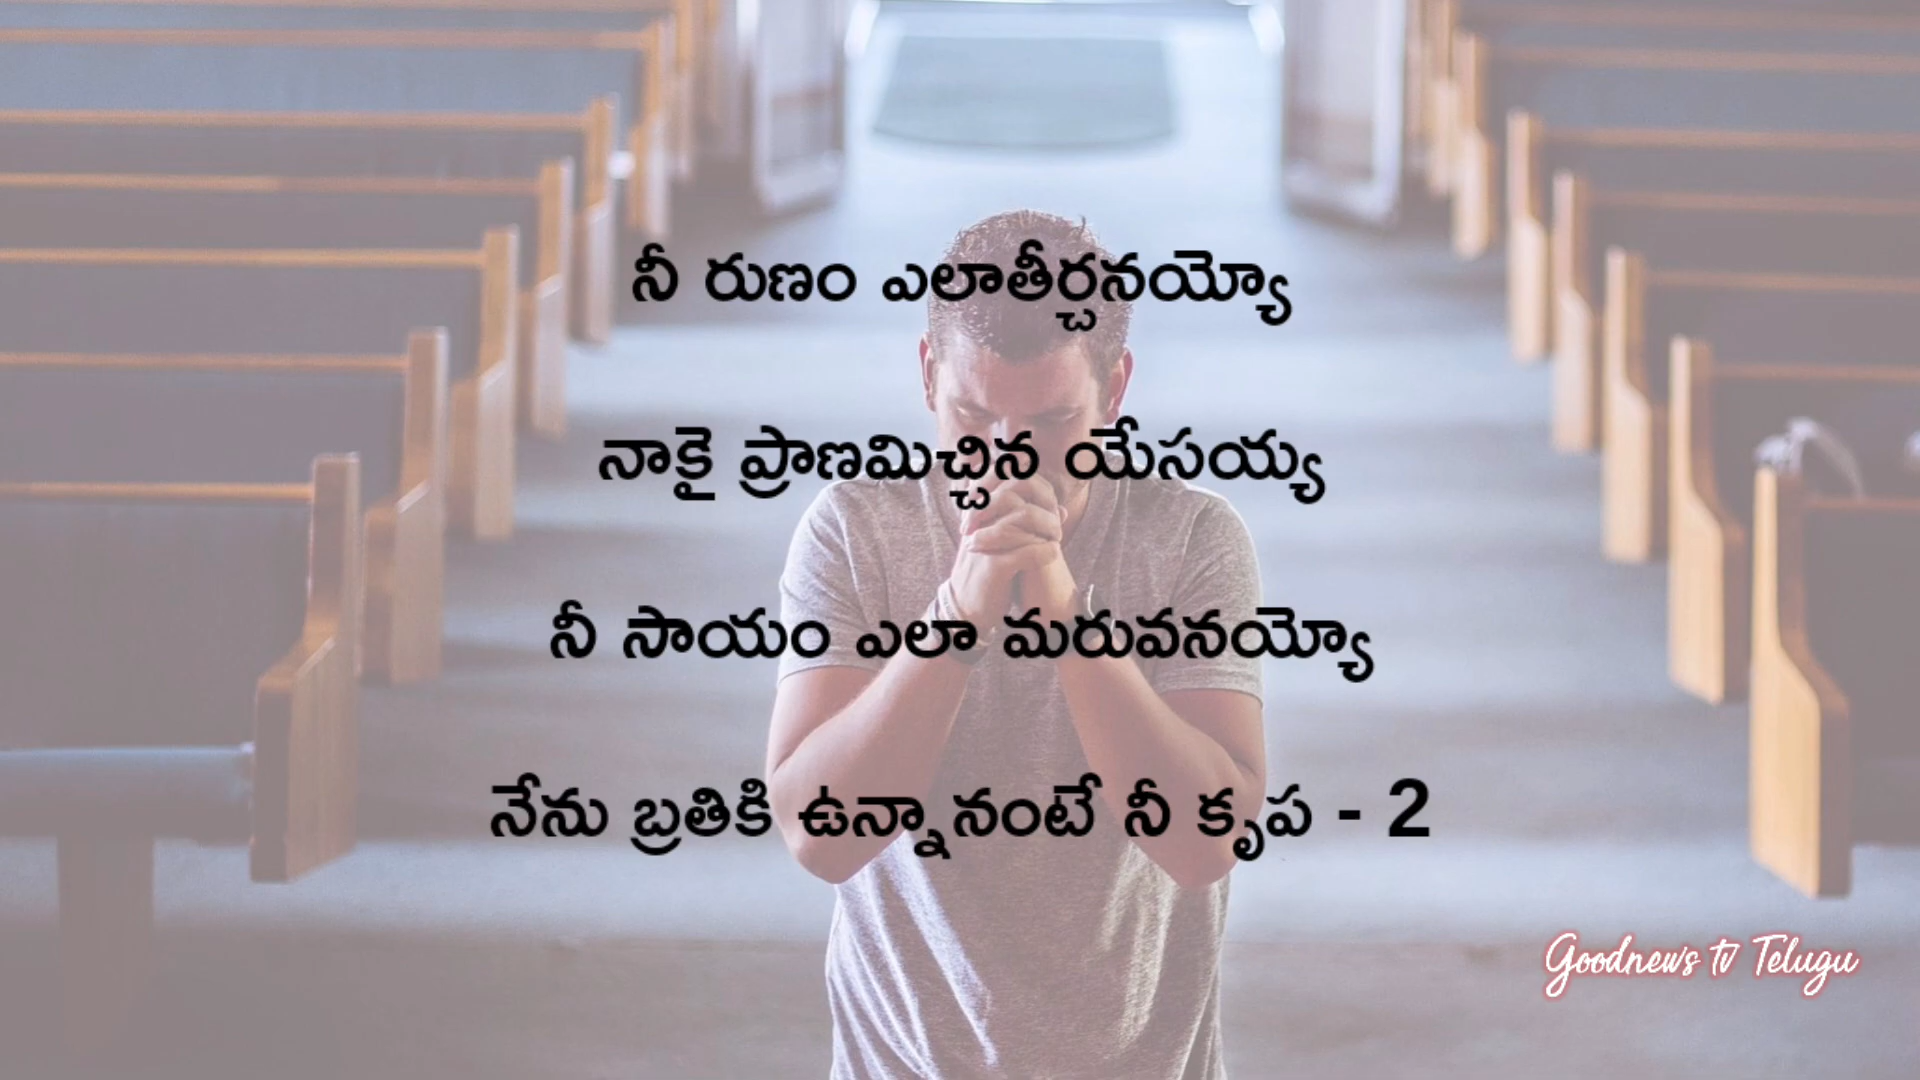 నీ రుణం ఎలాతీర్చనయ్యో
నాకై ప్రాణమిచ్చిన యేసయ్య
నీ సాయం ఎలా మరువనయ్యో
నేను బ్రతికి ఉన్నానంటే నీ కృప - 2
Goodnews tv Telugu